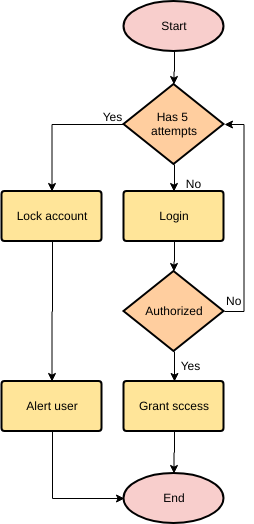 Start
Has 5
attempts
Yes
No
Lock account
Login
Authorized
No
Yes
Alert user
Grant sccess
End